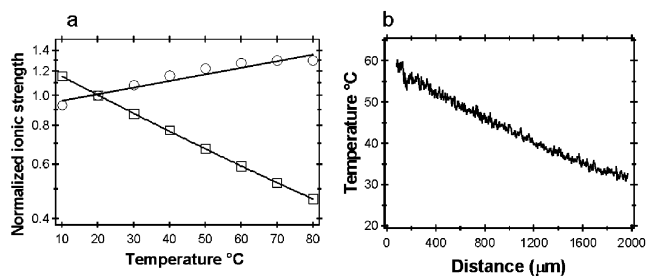 a
b
Normalized ionic strength
1.4
1.2
1.0
0.8
0.6
0.4
10 20 30 40 50 60 70 80
Temperature °C
Temperature °C
60
50
40
30
20
0 400 800 1200 1600 2000
Distance (µm)